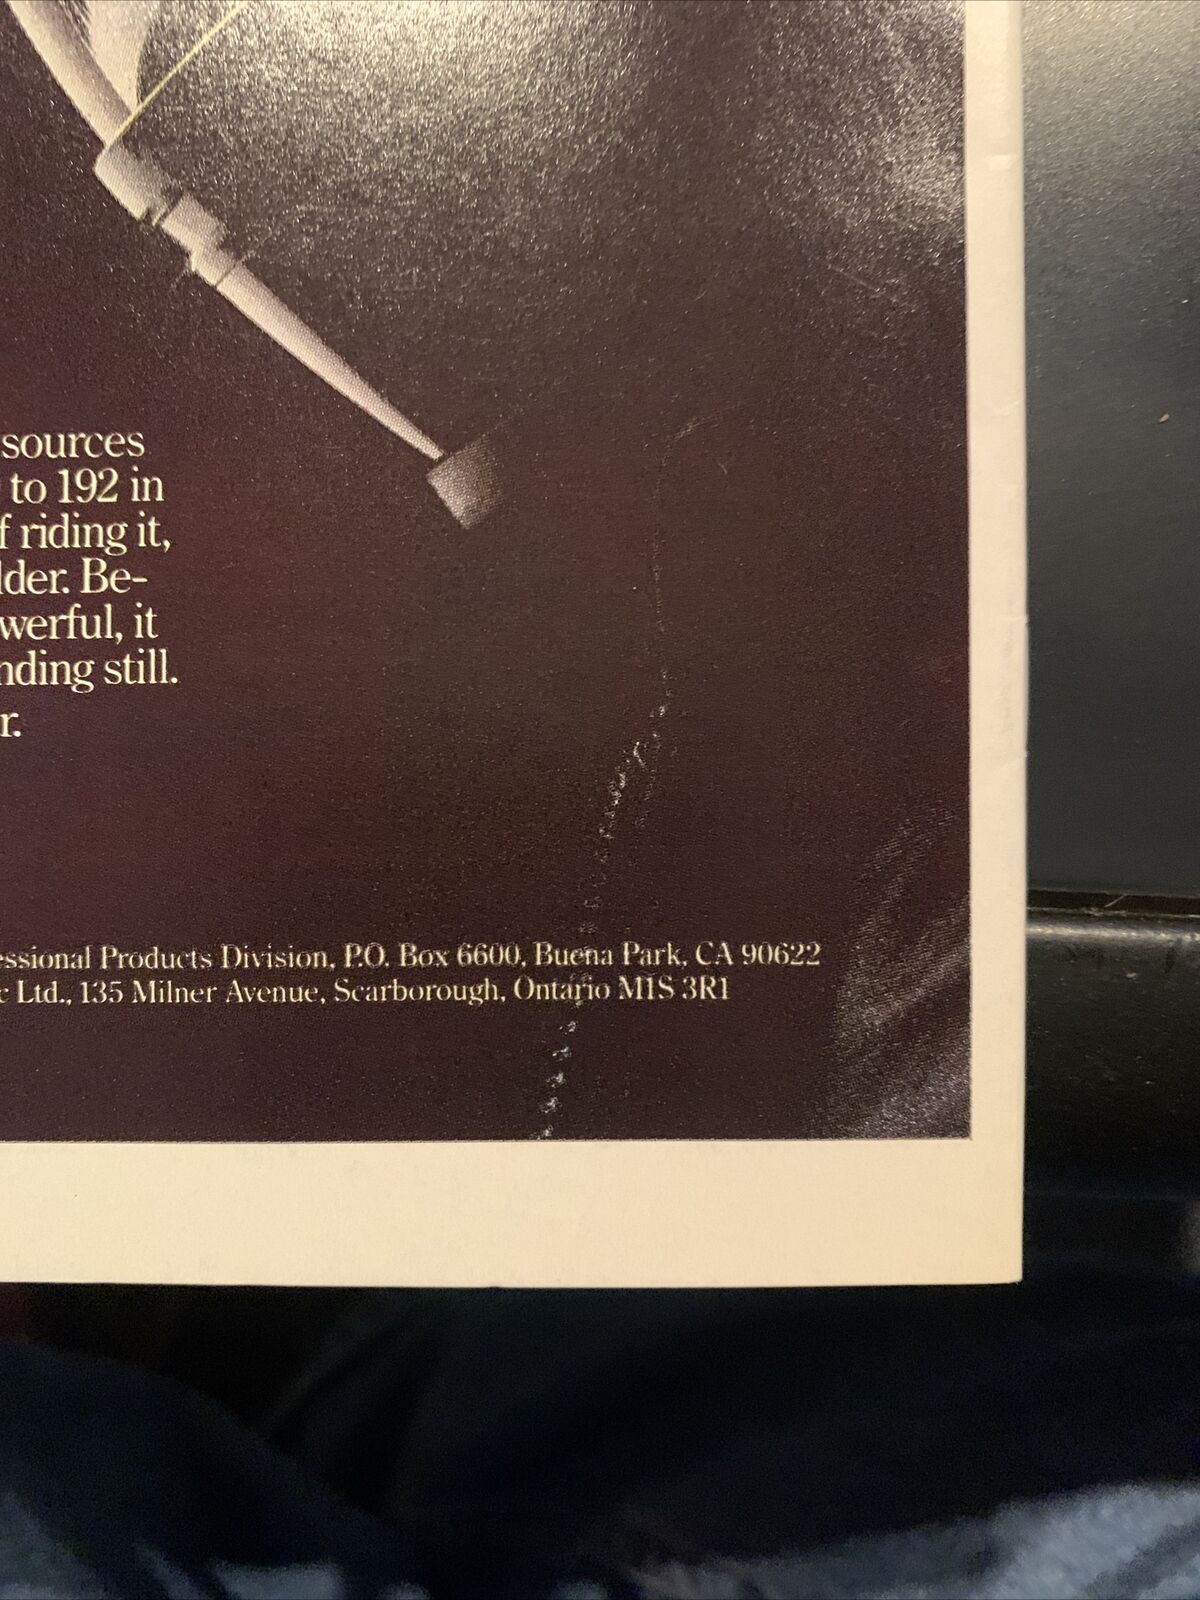 sources
to 192 in
f riding it,
lder. Be-
werful, it
nding still.
r.
essional Products Division, P.O. Box 6600, Buena Park, CA 90622
c Ltd., 135 Milner Avenue, Scarborough, Ontario M1S 3R1